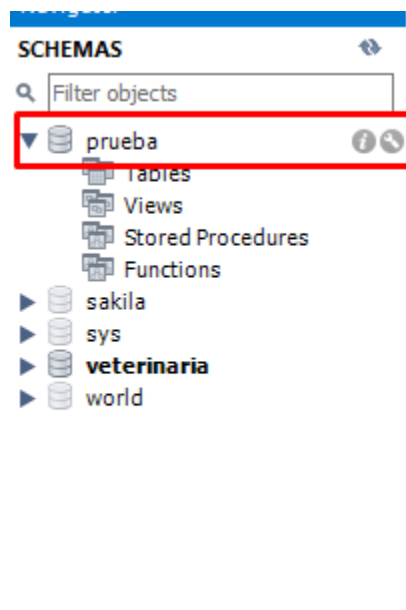 SCHEMAS
Filter objects
prueba
Tables
Views
Stored Procedures
Functions
sakila
sys
veterinaria
world